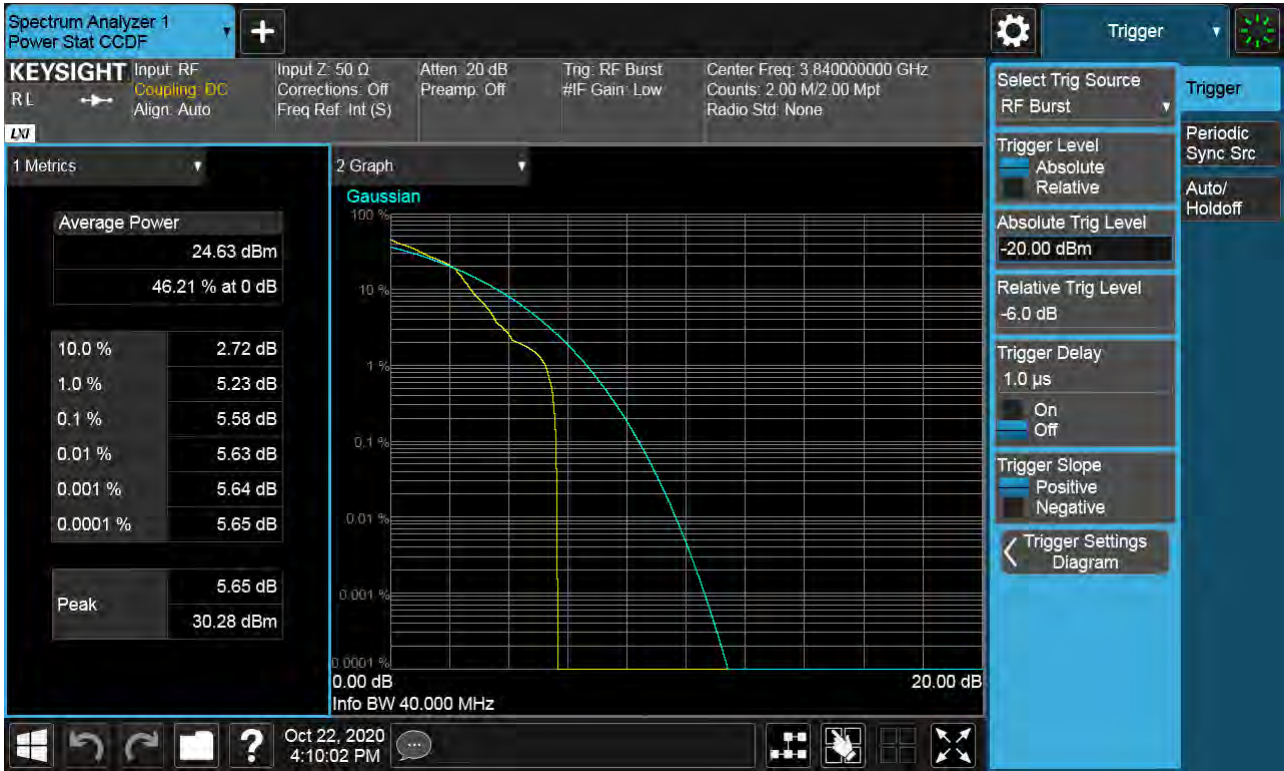 Spectrum Analyzer 1
Power Stat CCDF
+
Trigger
KEYSIGHT
RL
LXI
Input: RF
Coupling: DC
Align: Auto
Input Z: 50 Ω
Corrections: Off
Freq Ref: Int (S)
Atten: 20 dB
Preamp: Off
Trig: RF Burst
#IF Gain: Low
Center Freq: 3.840000000 GHz
Counts: 2.00 M/2.00 Mpt
Radio Std: None
1 Metrics
Average Power
24.63 dBm
46.21 % at 0 dB
10.0 % 2.72 dB
1.0 % 5.23 dB
0.1 % 5.58 dB
0.01 % 5.63 dB
0.001 % 5.64 dB
0.0001 % 5.65 dB
Peak
5.65 dB
30.28 dBm
2 Graph
Gaussian
100 %
10 %
1 %
0.1 %
0.01 %
0.001 %
0.0001 %
0.00 dB 20.00 dB
Info BW 40.000 MHz
Select Trig Source
RF Burst
Trigger Level
Absolute
Relative
Absolute Trig Level
-20.00 dBm
Relative Trig Level
-6.0 dB
Trigger Delay
1.0 µs
On
Off
Trigger Slope
Positive
Negative
Trigger Settings
Diagram
Trigger
Periodic
Sync Src
Auto/
Holdoff
?
Oct 22, 2020
4:10:02 PM